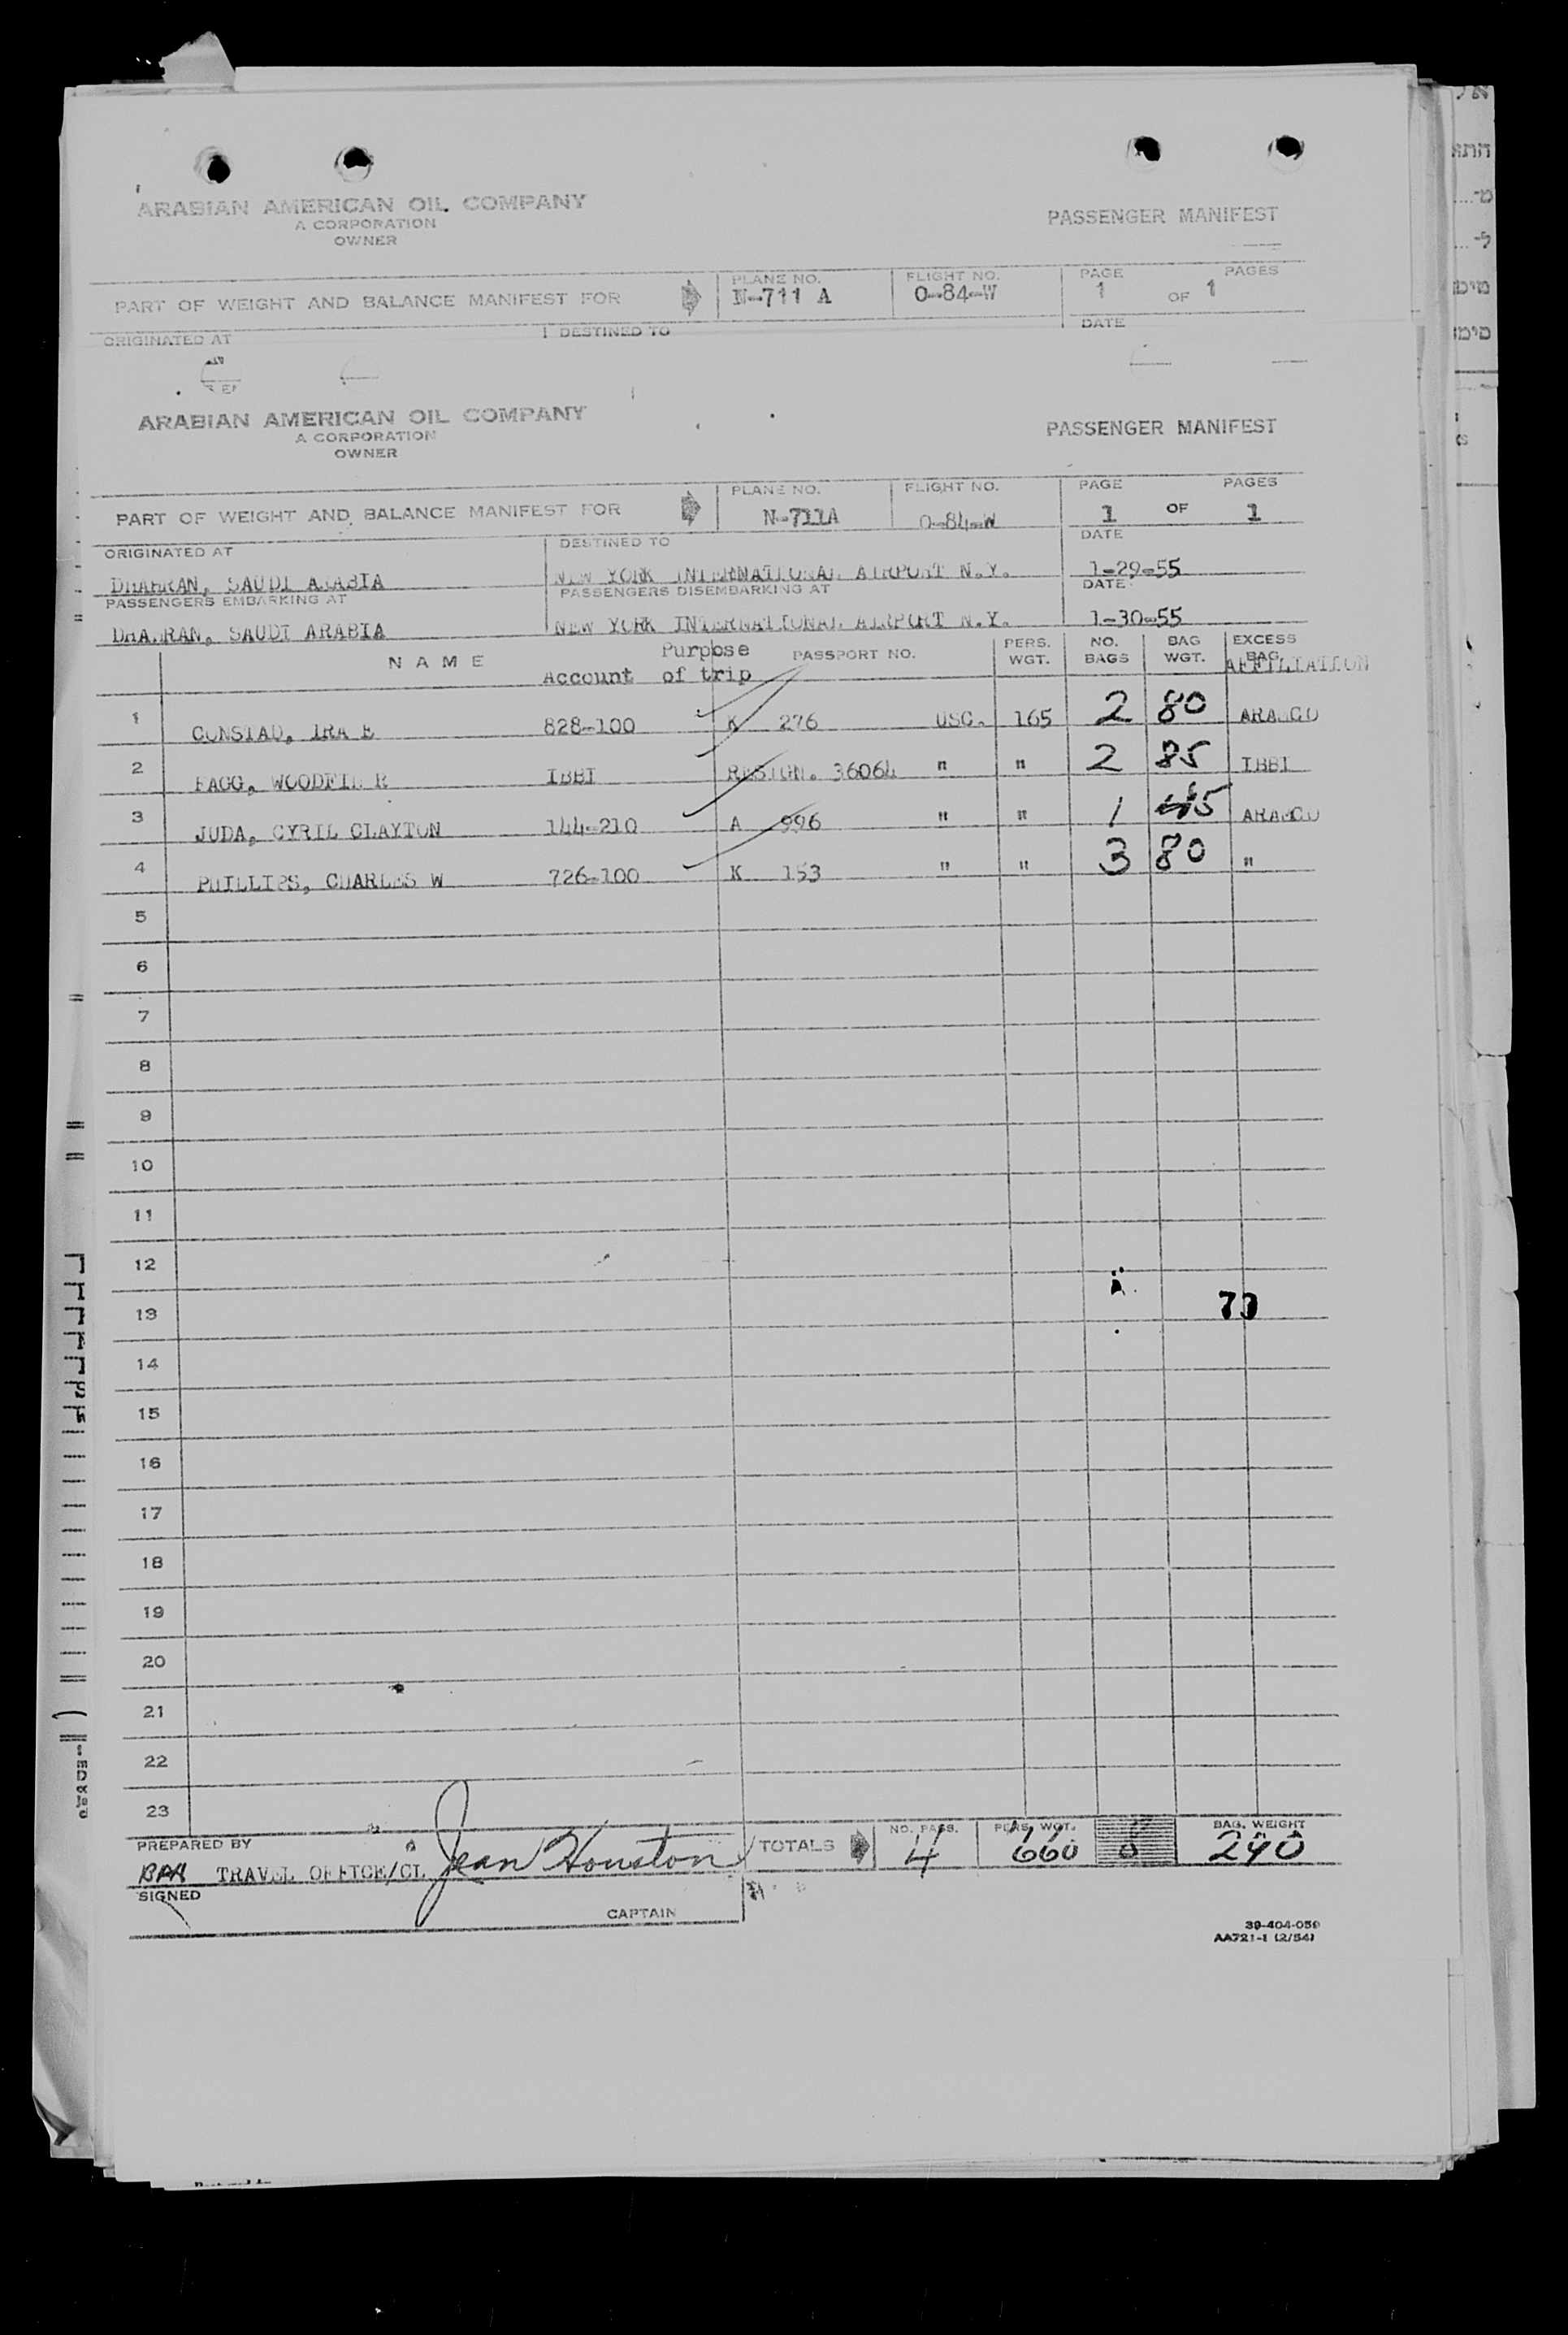 ARABIAN AMERICAN OIL COMPANY
A CORPORATION
OWNER
PASSENGER MANIFEST
PART OF WEIGHT AND BALANCE MANIFEST FOR
PLANE NO. N-711 A
FLIGHT NO. 0-84-W
PAGE 1 OF 1 PAGES
ORIGINATED AT
DESTINED TO
DATE
ARABIAN AMERICAN OIL COMPANY
A CORPORATION
OWNER
PASSENGER MANIFEST
PART OF WEIGHT AND BALANCE MANIFEST FOR
PLANE NO. N-711A
FLIGHT NO. 0-84-W
PAGE 1 OF 1 PAGES
ORIGINATED AT DESTINED TO DATE
DHAHRAN, SAUDI ARABIA NEW YORK INTERNATIONAL AIRPORT N.Y. 1-29-55
PASSENGERS EMBARKING AT PASSENGERS DISEMBARKING AT DATE
DHAHRAN, SAUDI ARABIA NEW YORK INTERNATIONAL AIRPORT N.Y. 1-30-55
NAME Account Purpose of trip PASSPORT NO. PERS. WGT. NO. BAGS BAG WGT. EXCESS BAG. AFFILIATION
1 CONSTAD, IRA E 828-100 K 276 USC. 165 2 80 ARAMCO
2 FAGG, WOODFIN R IBBI RESIGN. 36064 " " 2 85 IBBI
3 JUDA, CYRIL CLAYTON 144-210 A 996 " " 1 45 ARAMCO
4 PHILLIPS, CHARLES W 726-100 K 153 " " 3 80 "
5
6
7
8
9
10
11
12
13
14
15
16
17
18
19
20
21
22
23
PREPARED BY
TRAVEL OFFICE/CL Jean Houston
TOTALS NO. PASS. 4 PERS. WGT. 660 8 BAG. WEIGHT 290
SIGNED
CAPTAIN
39-404-059
AA721-1 (2/54)